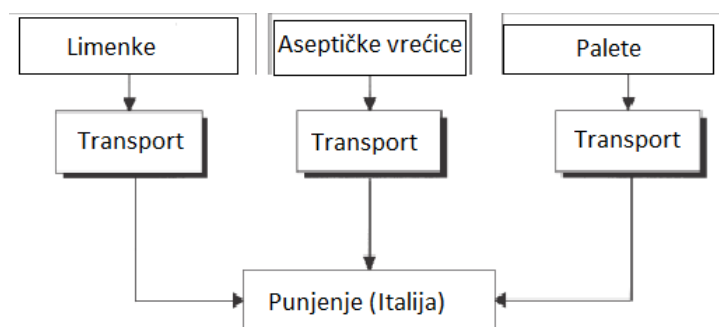 Limenke
Aseptičke vrećice
Palete
Transport
Transport
Transport
Punjenje (Italija)